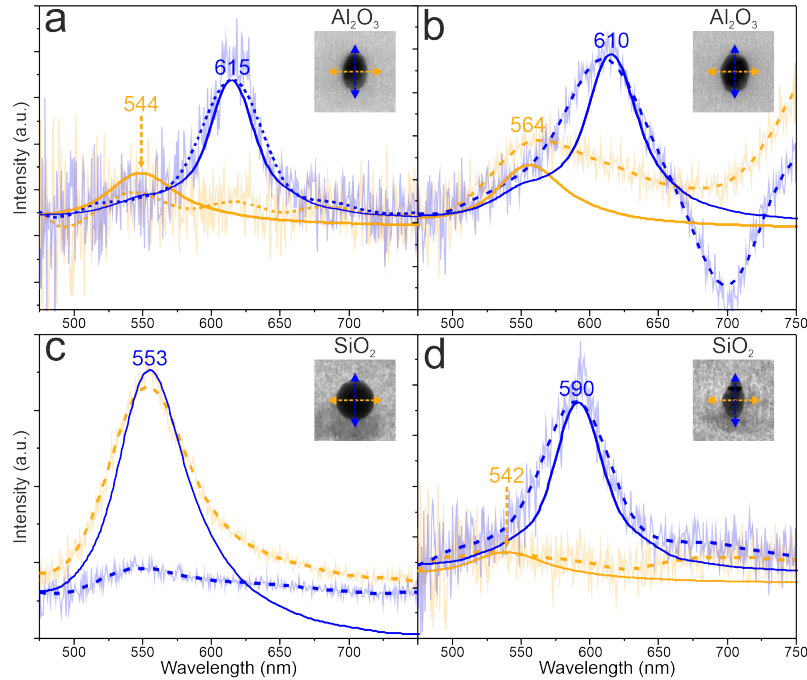 a
Al₂O₃
615
544
b
Al₂O₃
610
564
Intensity (a.u.)
500 550 600 650 700
500 550 600 650 700 750
c
SiO₂
553
d
SiO₂
590
542
Intensity (a.u.)
500 550 600 650 700
500 550 600 650 700 750
Wavelength (nm)
Wavelength (nm)